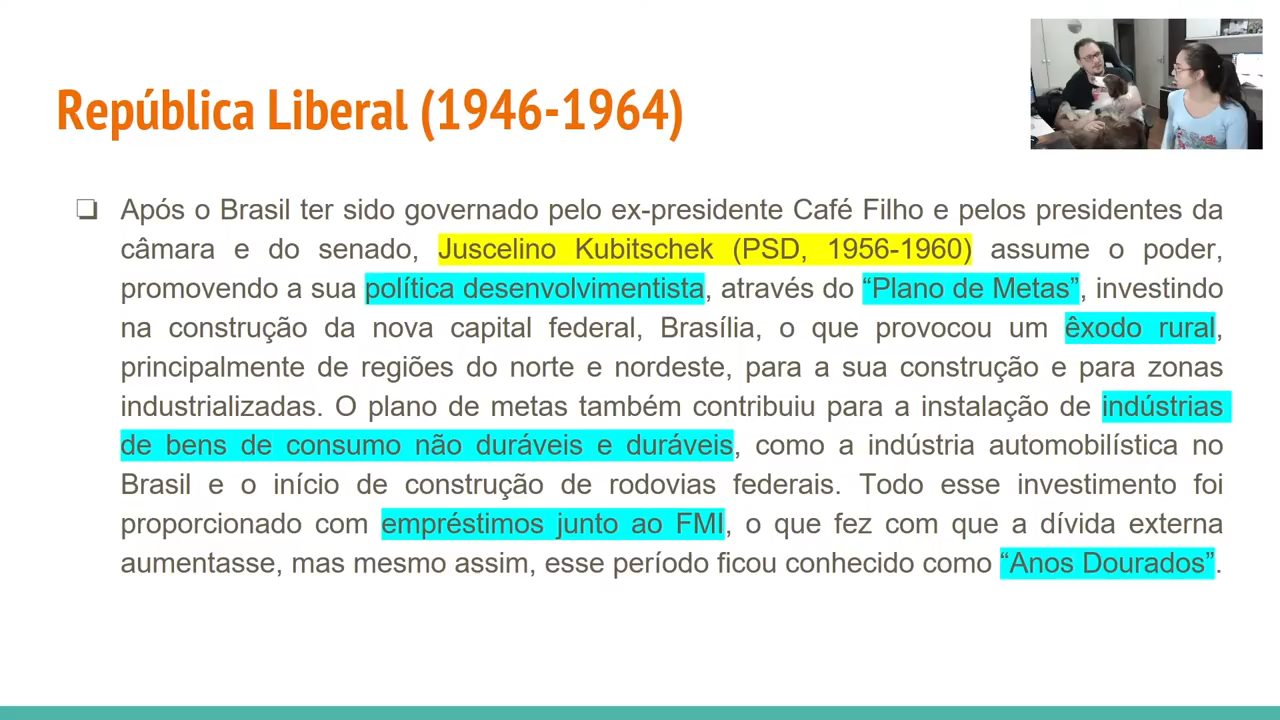 República Liberal (1946-1964)
❏ Após o Brasil ter sido governado pelo ex-presidente Café Filho e pelos presidentes da
câmara e do senado, Juscelino Kubitschek (PSD, 1956-1960) assume o poder,
promovendo a sua política desenvolvimentista, através do “Plano de Metas”, investindo
na construção da nova capital federal, Brasília, o que provocou um êxodo rural,
principalmente de regiões do norte e nordeste, para a sua construção e para zonas
industrializadas. O plano de metas também contribuiu para a instalação de indústrias
de bens de consumo não duráveis e duráveis, como a indústria automobilística no
Brasil e o início de construção de rodovias federais. Todo esse investimento foi
proporcionado com empréstimos junto ao FMI, o que fez com que a dívida externa
aumentasse, mas mesmo assim, esse período ficou conhecido como “Anos Dourados”.